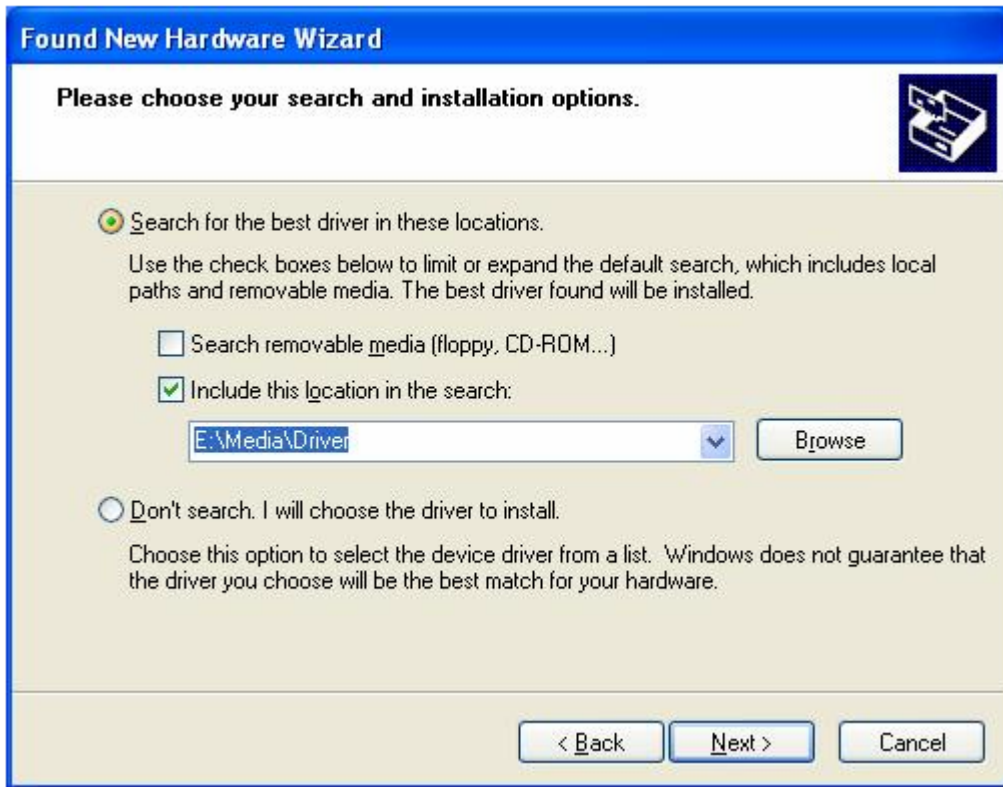 Found New Hardware Wizard
Please choose your search and installation options.
Search for the best driver in these locations.
Use the check boxes below to limit or expand the default search, which includes local
paths and removable media. The best driver found will be installed.
Search removable media (floppy, CD-ROM...)
Include this location in the search:
E:\Media\Driver
Browse
Don't search. I will choose the driver to install.
Choose this option to select the device driver from a list. Windows does not guarantee that
the driver you choose will be the best match for your hardware.
< Back
Next >
Cancel